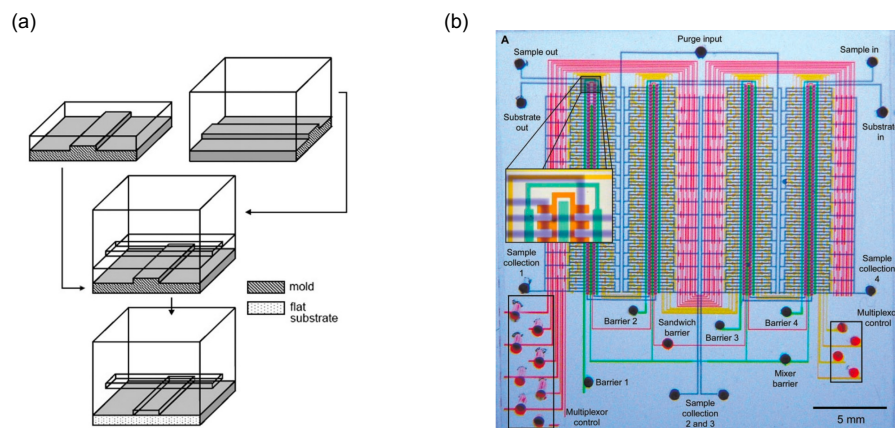 (a)
mold
flat
substrate
(b)
A
Purge input
Sample out
Sample in
Substrate
out
Substrate
in
Sample
collection
1
Sample
collection
4
Barrier 2
Sandwich
barrier
Barrier 3
Barrier 4
Multiplexor
control
Barrier 1
Mixer
barrier
Multiplexor
control
Sample
collection
2 and 3
5 mm